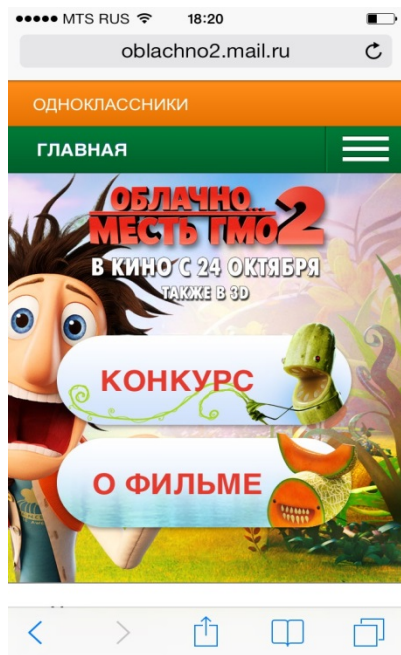 MTS RUS 18:20
oblachno2.mail.ru
ОДНОКЛАССНИКИ
ГЛАВНАЯ
ОБЛАЧНО... 2
МЕСТЬ ГМО
В КИНО С 24 ОКТЯБРЯ
ТАКЖЕ В 3D
КОНКУРС
О ФИЛЬМЕ